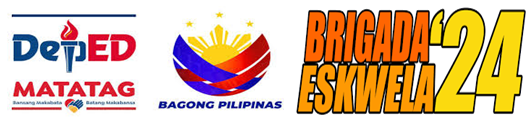 DepED
MATATAG
Bansang Makabata
Batang Makabansa
BAGONG PILIPINAS
BRIGADA
ESKWELA
'24